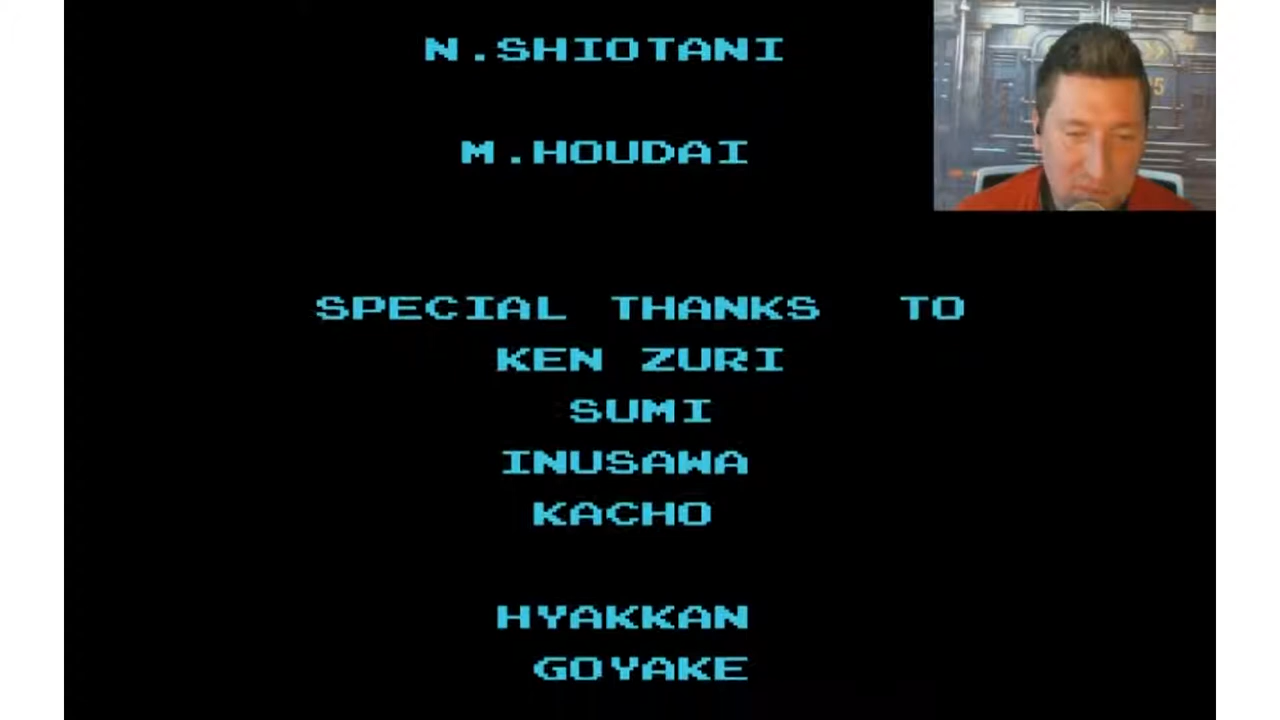 N.SHIOTANI
M.HOUDAI
SPECIAL THANKS TO
KEN ZURI
SUMI
INUSAWA
KACHO
HYAKKAN
GOYAKE